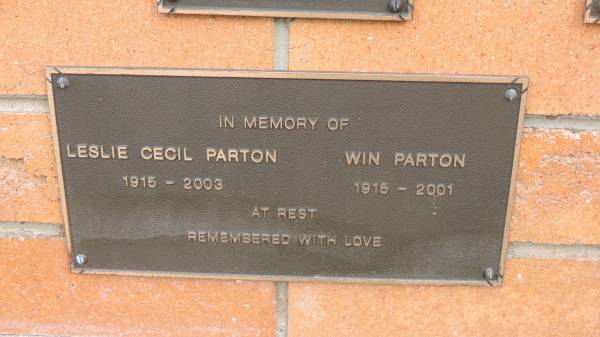 IN MEMORY OF
LESLIE CECIL PARTON WIN PARTON
1915 - 2003 1915 - 2001
AT REST
REMEMBERED WITH LOVE